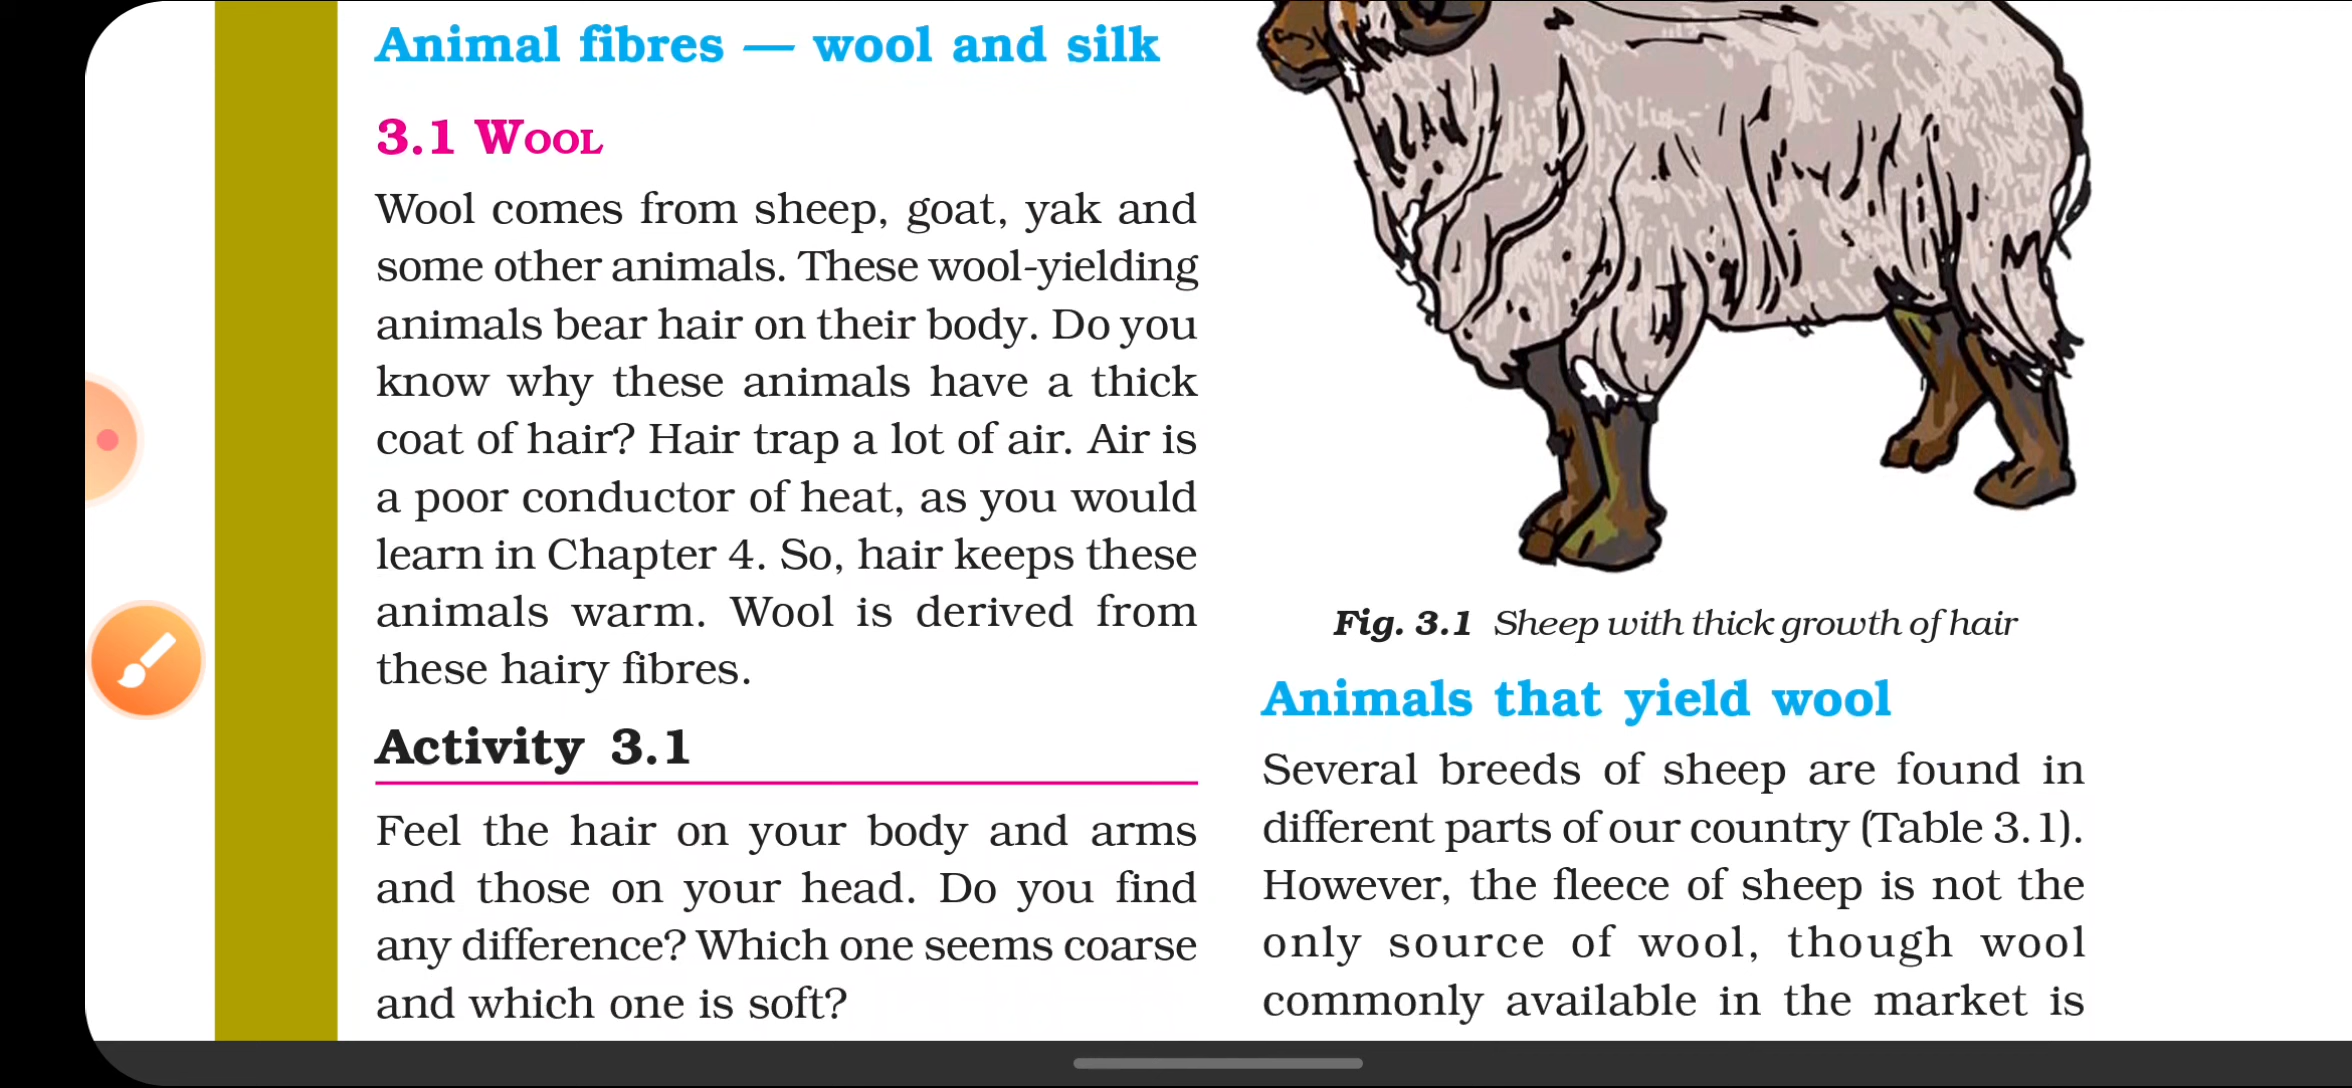 Animal fibres — wool and silk
3.1 WOOL
Wool comes from sheep, goat, yak and
some other animals. These wool-yielding
animals bear hair on their body. Do you
know why these animals have a thick
coat of hair? Hair trap a lot of air. Air is
a poor conductor of heat, as you would
learn in Chapter 4. So, hair keeps these
animals warm. Wool is derived from
these hairy fibres.
Activity 3.1
Feel the hair on your body and arms
and those on your head. Do you find
any difference? Which one seems coarse
and which one is soft?
Fig. 3.1 Sheep with thick growth of hair
Animals that yield wool
Several breeds of sheep are found in
different parts of our country (Table 3.1).
However, the fleece of sheep is not the
only source of wool, though wool
commonly available in the market is